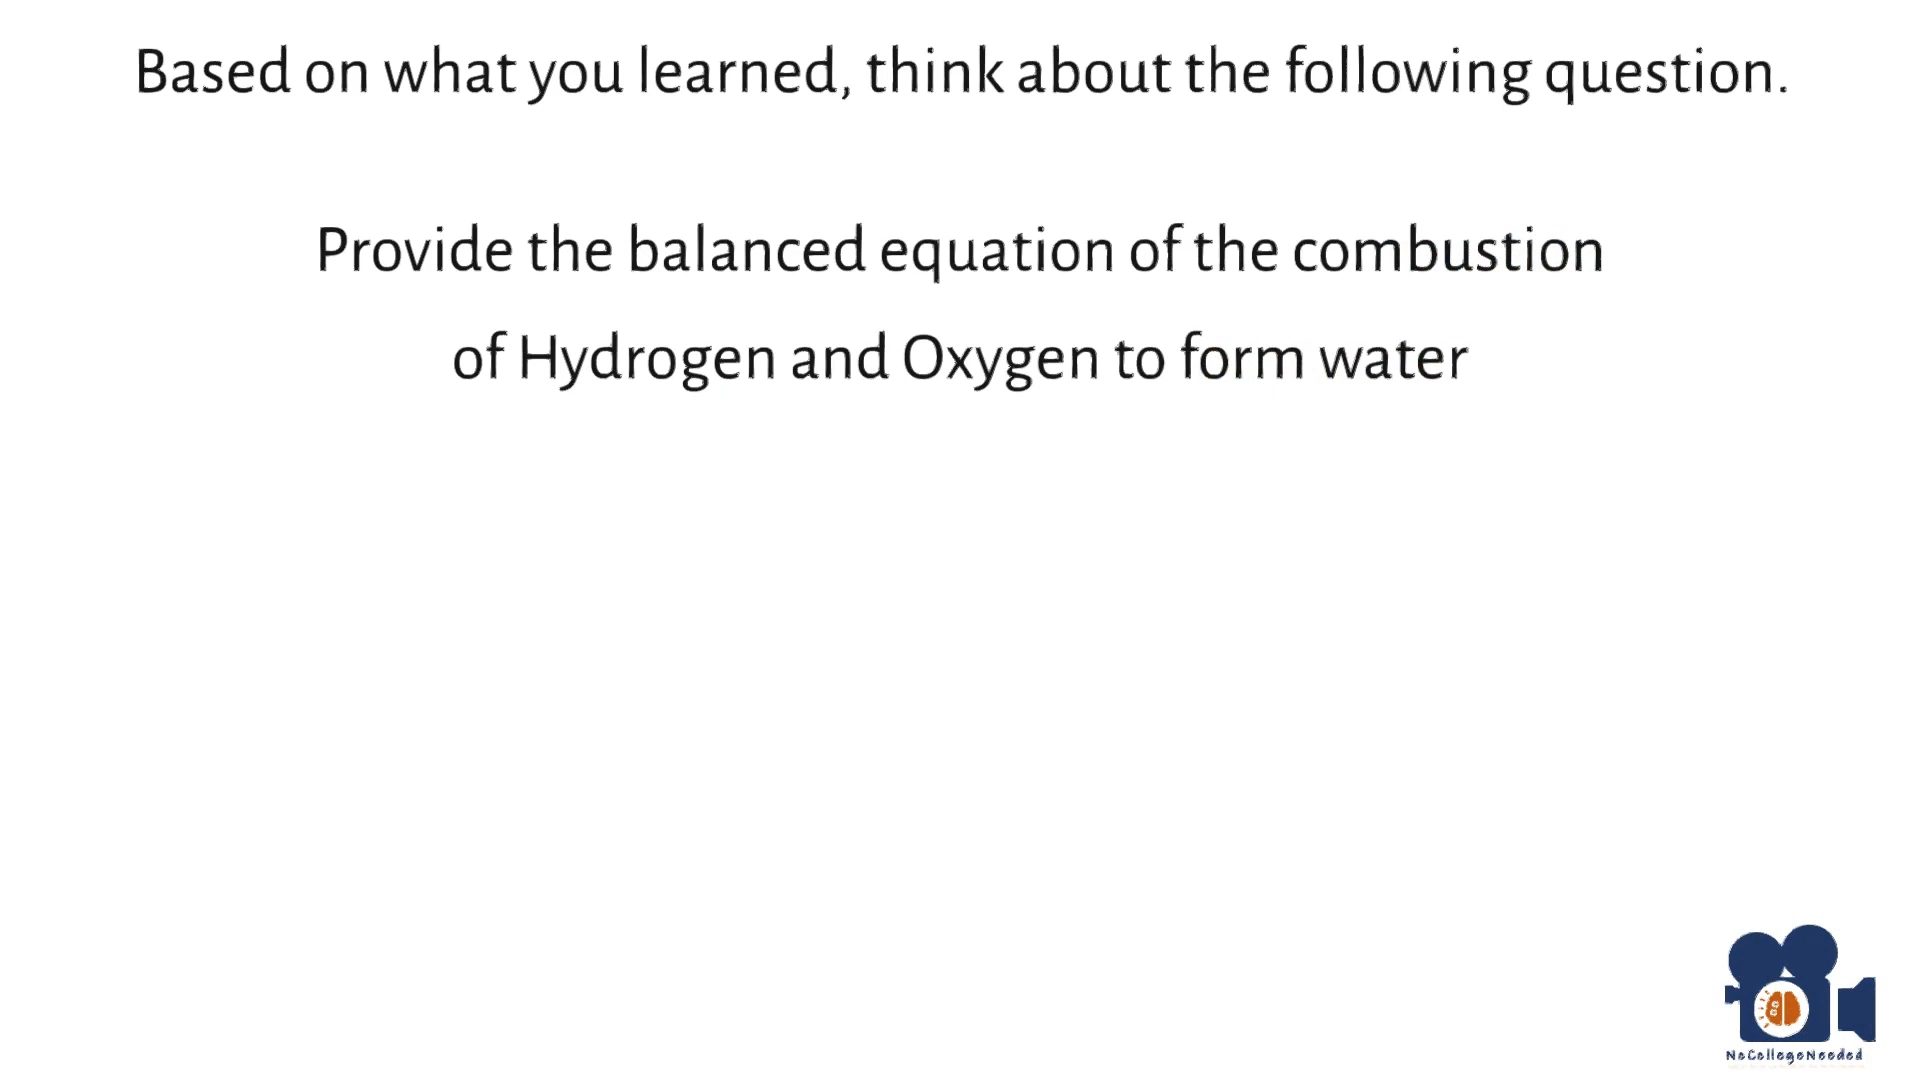 Based on what you learned, think about the following question.
Provide the balanced equation of the combustion
of Hydrogen and Oxygen to form water
NoCollegeNeeded